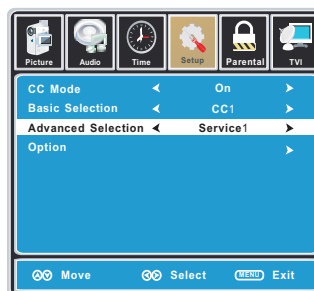 Picture Audio Time Setup Parental TVI
CC Mode On
Basic Selection CC1
Advanced Selection Service1
Option
Move Select MENU Exit